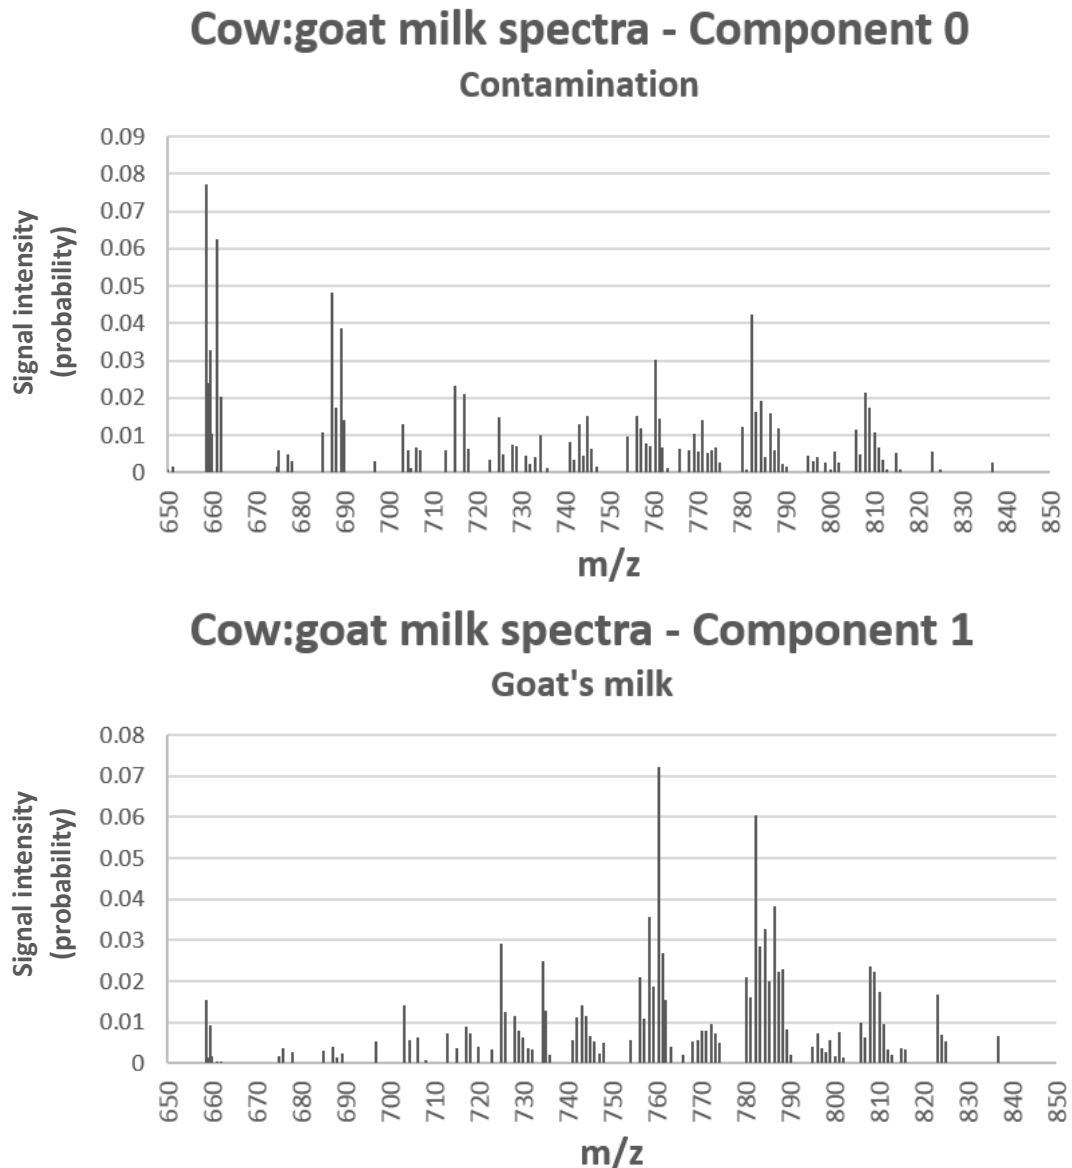 Cow:goat milk spectra - Component 0
Contamination
Signal intensity
(probability)
0.09
0.08
0.07
0.06
0.05
0.04
0.03
0.02
0.01
0
650 660 670 680 690 700 710 720 730 740 750 760 770 780 790 800 810 820 830 840 850
m/z
Cow:goat milk spectra - Component 1
Goat's milk
Signal intensity
(probability)
0.08
0.07
0.06
0.05
0.04
0.03
0.02
0.01
0
650 660 670 680 690 700 710 720 730 740 750 760 770 780 790 800 810 820 830 840 850
m/z